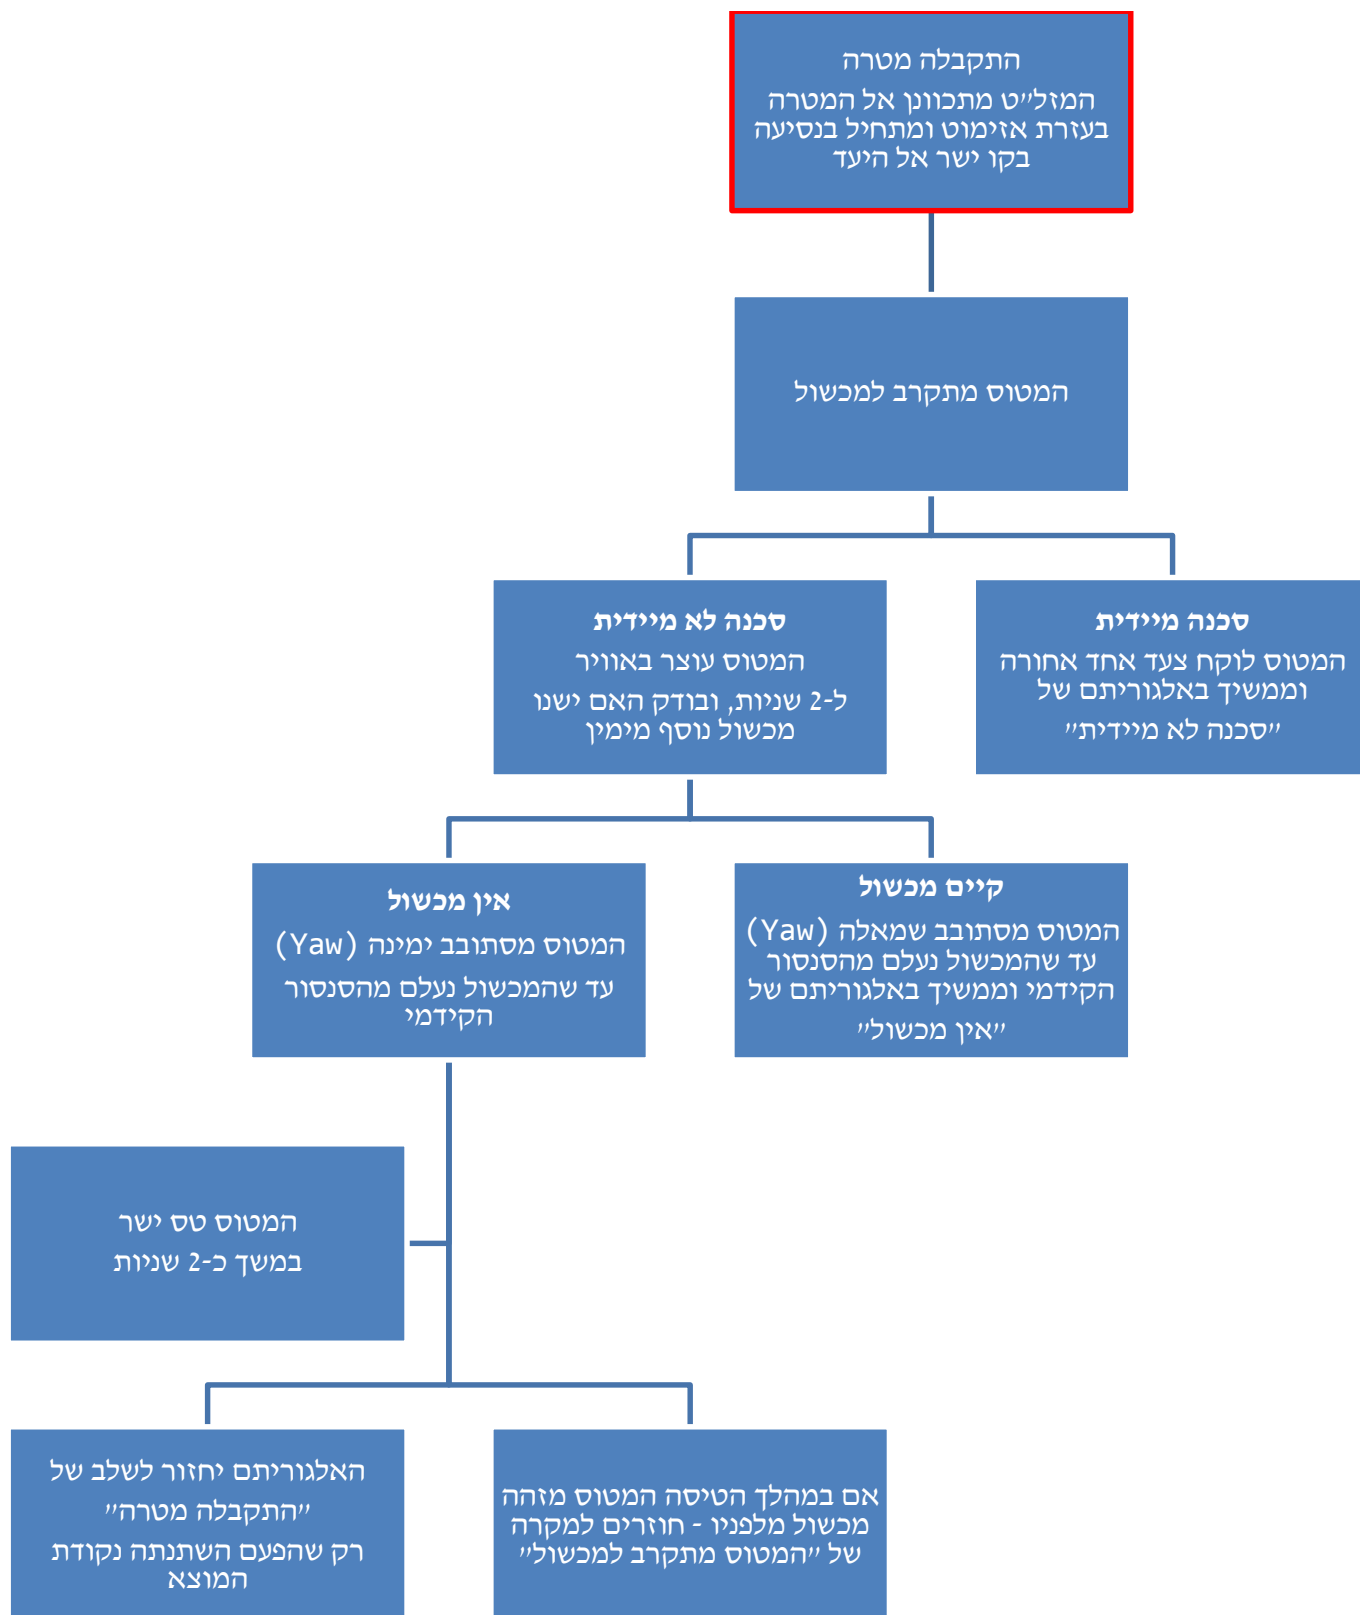 התקבלה מטרה
המזל״ט מתכוונן אל המטרה
בעזרת אזימוט ומתחיל בנסיעה
בקו ישר אל היעד
המטוס מתקרב למכשול
סכנה מיידית
המטוס לוקח צעד אחד אחורה
וממשיך באלגוריתם של
״סכנה לא מיידית״
סכנה לא מיידית
המטוס עוצר באוויר
ל-2 שניות, ובודק האם ישנו
מכשול נוסף מימין
קיים מכשול
המטוס מסתובב שמאלה (Yaw)
עד שהמכשול נעלם מהסנסור
הקידמי וממשיך באלגוריתם של
״אין מכשול״
אין מכשול
המטוס מסתובב ימינה (Yaw)
עד שהמכשול נעלם מהסנסור
הקידמי
המטוס טס ישר
במשך כ-2 שניות
אם במהלך הטיסה המטוס מזהה
מכשול מלפניו - חוזרים למקרה
של ״המטוס מתקרב למכשול״
האלגוריתם יחזור לשלב של
״התקבלה מטרה״
רק שהפעם השתנתה נקודת
המוצא